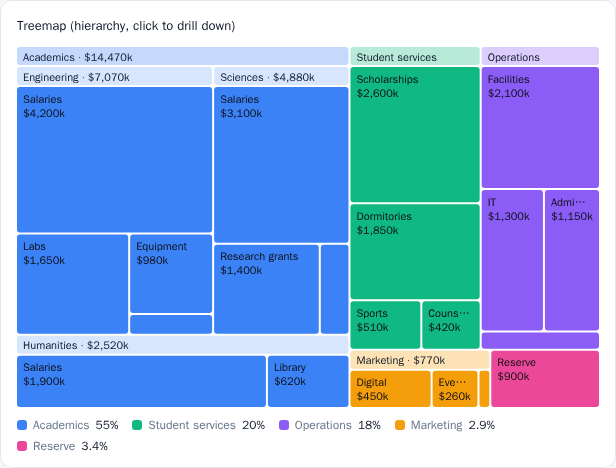 Treemap (hierarchy, click to drill down)
Academics · $14,470k
Student services
Operations
Engineering · $7,070k
Sciences · $4,880k
Salaries
$4,200k
Salaries
$3,100k
Scholarships
$2,600k
Facilities
$2,100k
Labs
$1,650k
Equipment
$980k
Research grants
$1,400k
Dormitories
$1,850k
IT
$1,300k
Admi···
$1,150k
Sports
$510k
Couns···
$420k
Humanities · $2,520k
Salaries
$1,900k
Library
$620k
Marketing · $770k
Digital
$450k
Eve···
$260k
Reserve
$900k
Academics 55%
Student services 20%
Operations 18%
Marketing 2.9%
Reserve 3.4%